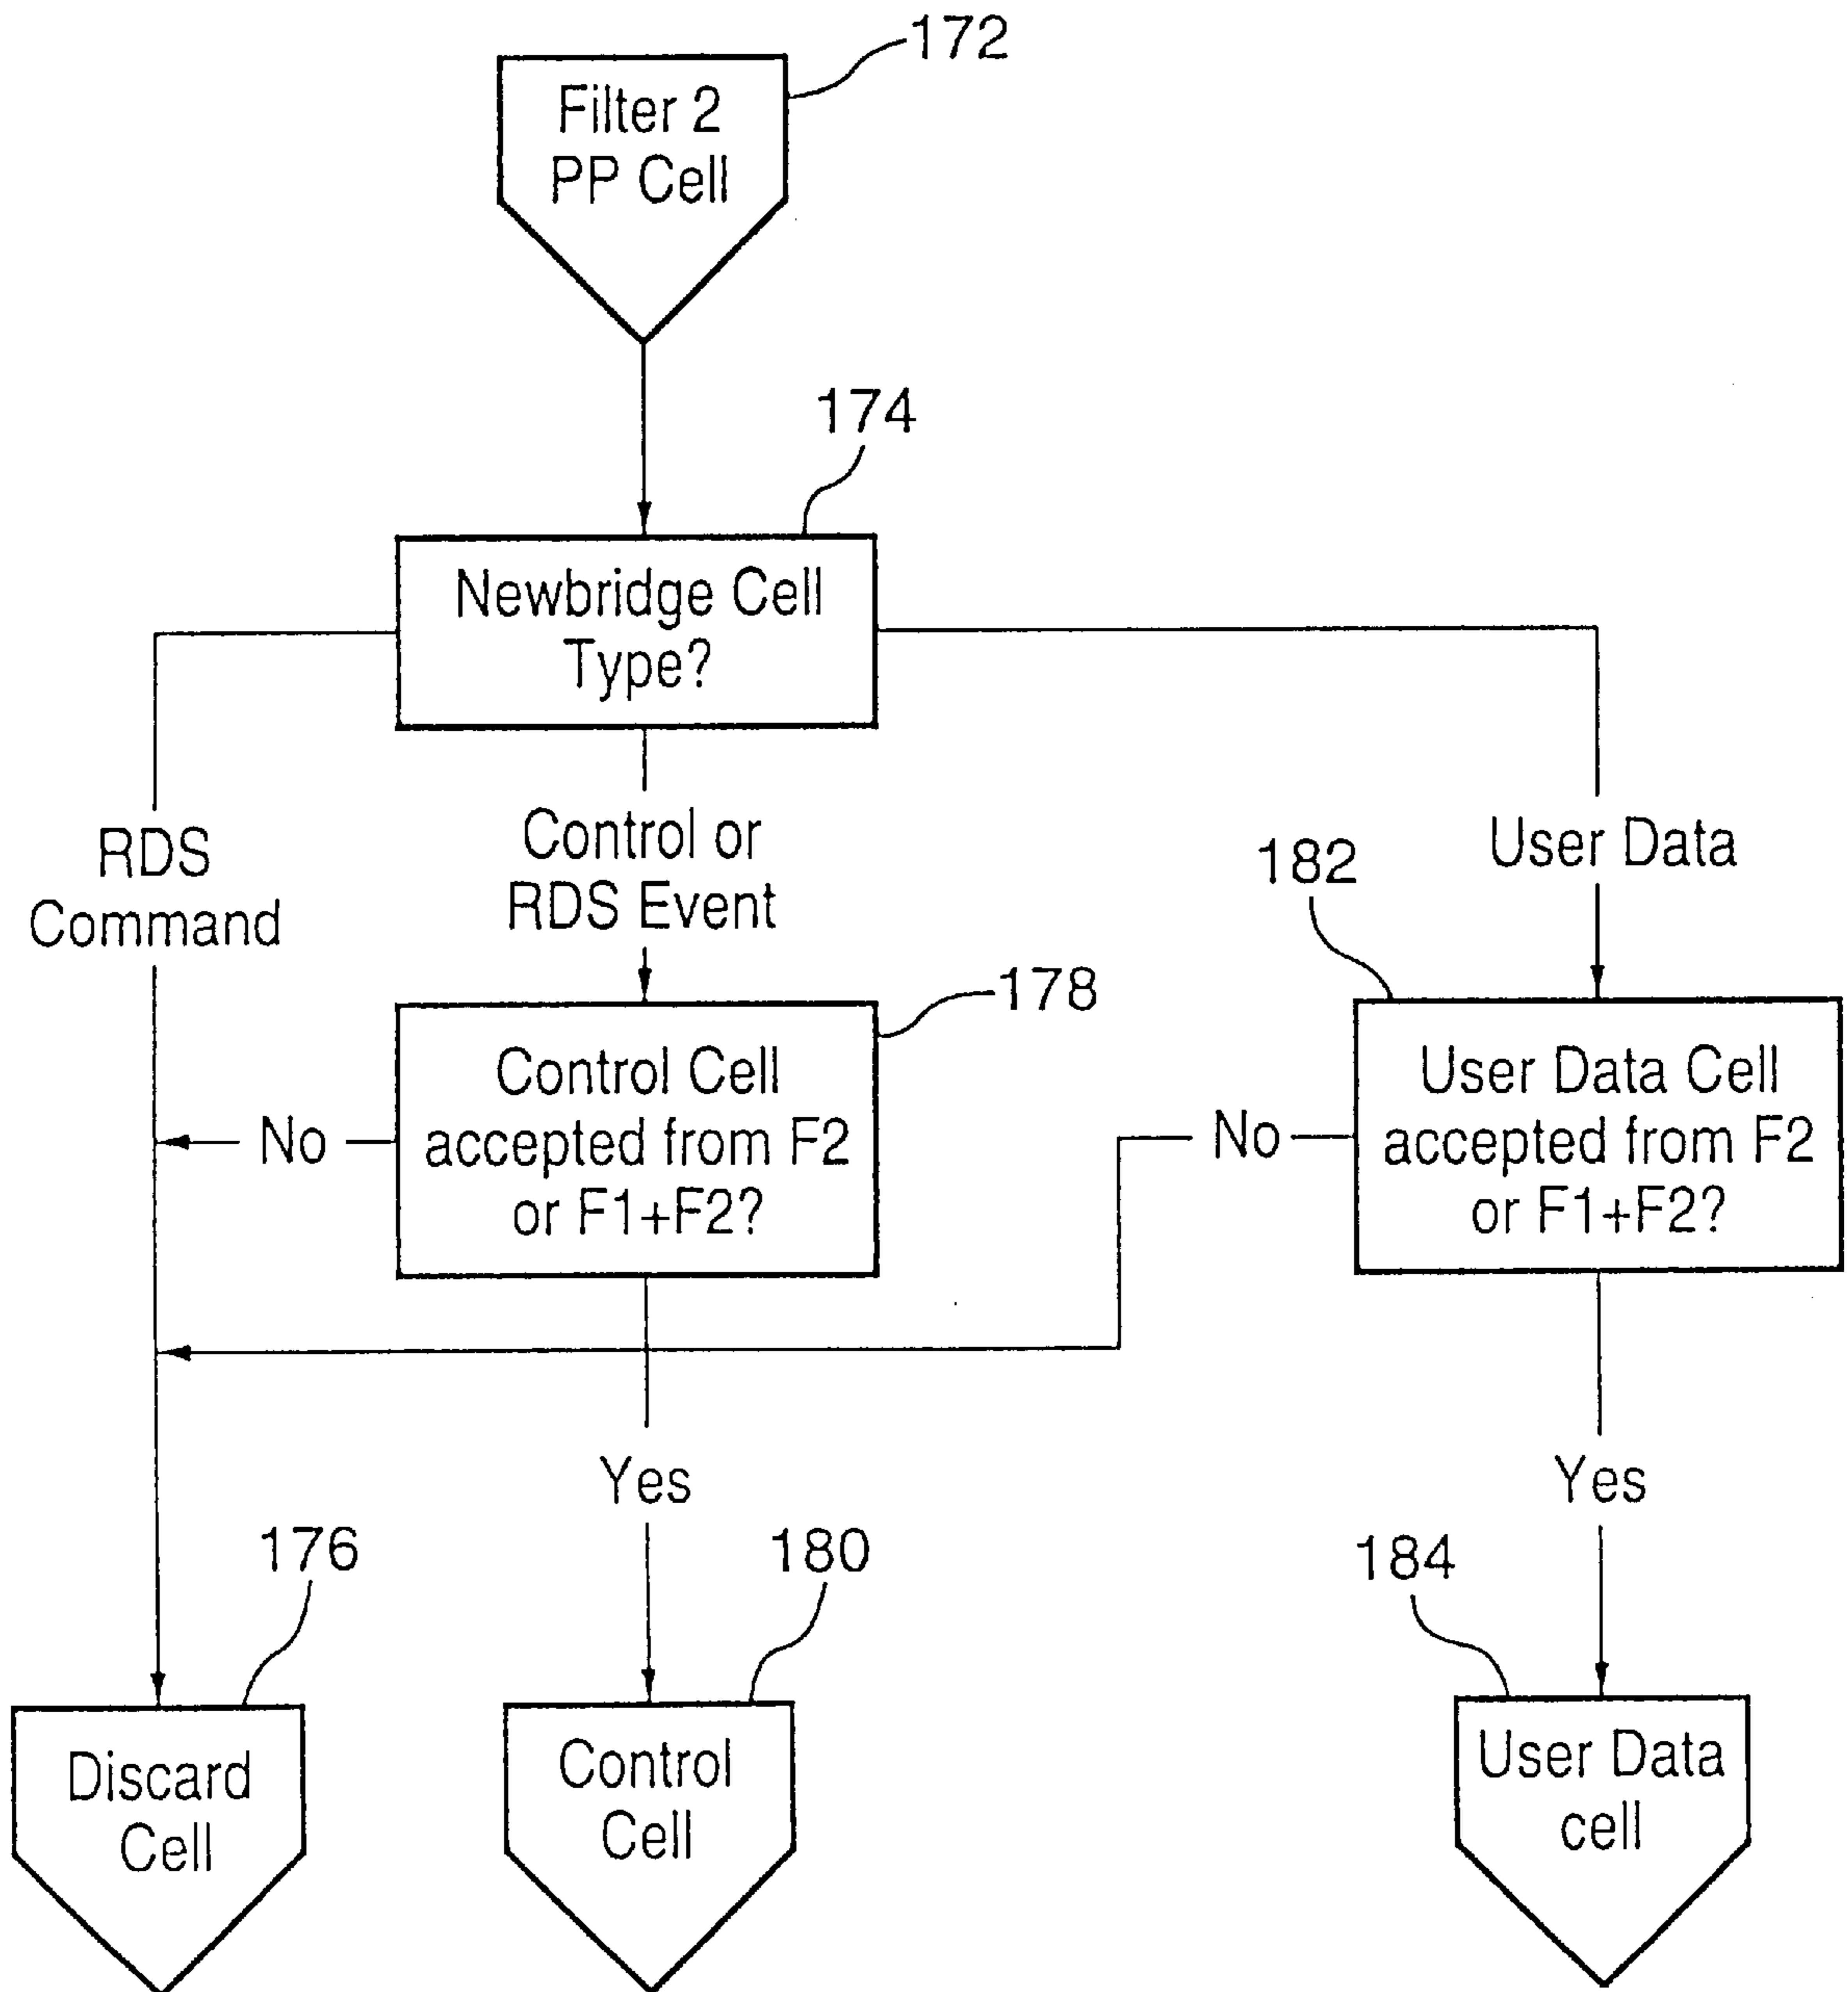 172
Filter 2
PP Cell
174
Newbridge Cell
Type?
RDS
Command
Control or
RDS Event
User Data
182
178
Control Cell
accepted from F2
or F1+F2?
No
User Data Cell
accepted from F2
or F1+F2?
No
Yes
Yes
176
180
184
Discard
Cell
Control
Cell
User Data
cell